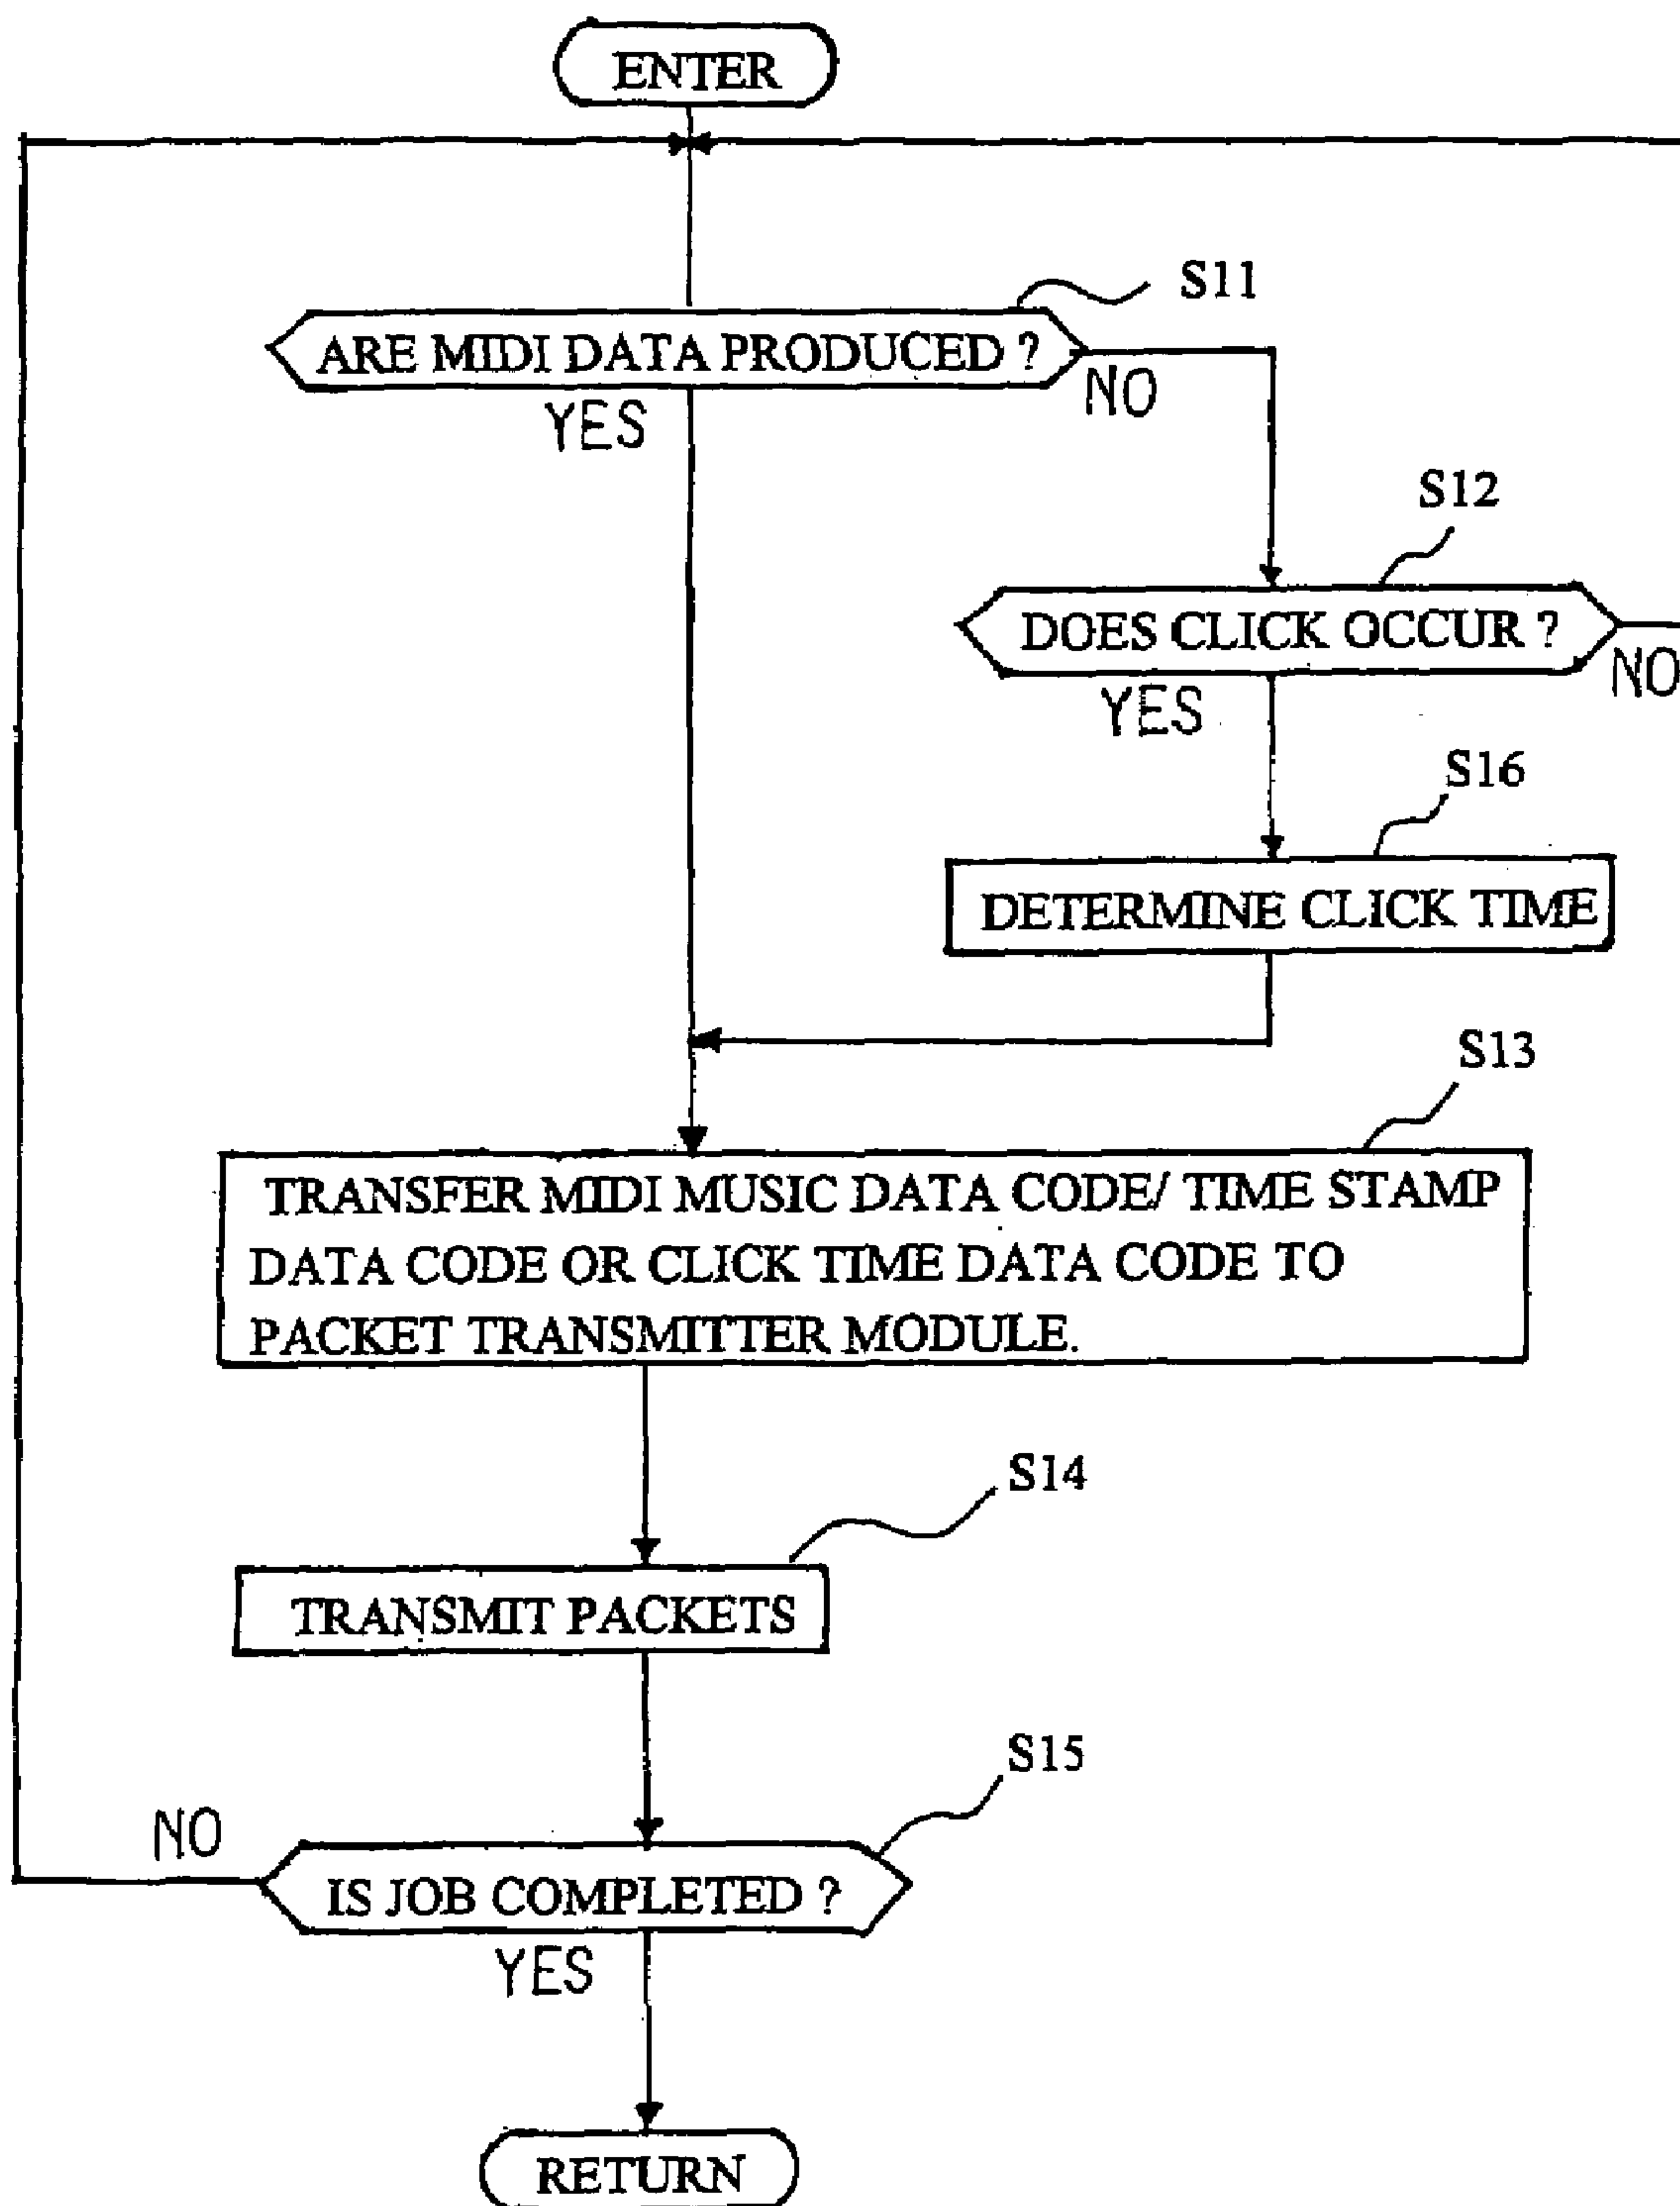 ENTER
S11
ARE MIDI DATA PRODUCED ?
YES
NO
S12
DOES CLICK OCCUR ?
YES
NO
S16
DETERMINE CLICK TIME
S13
TRANSFER MIDI MUSIC DATA CODE/ TIME STAMP
DATA CODE OR CLICK TIME DATA CODE TO
PACKET TRANSMITTER MODULE.
S14
TRANSMIT PACKETS
S15
NO
IS JOB COMPLETED ?
YES
RETURN